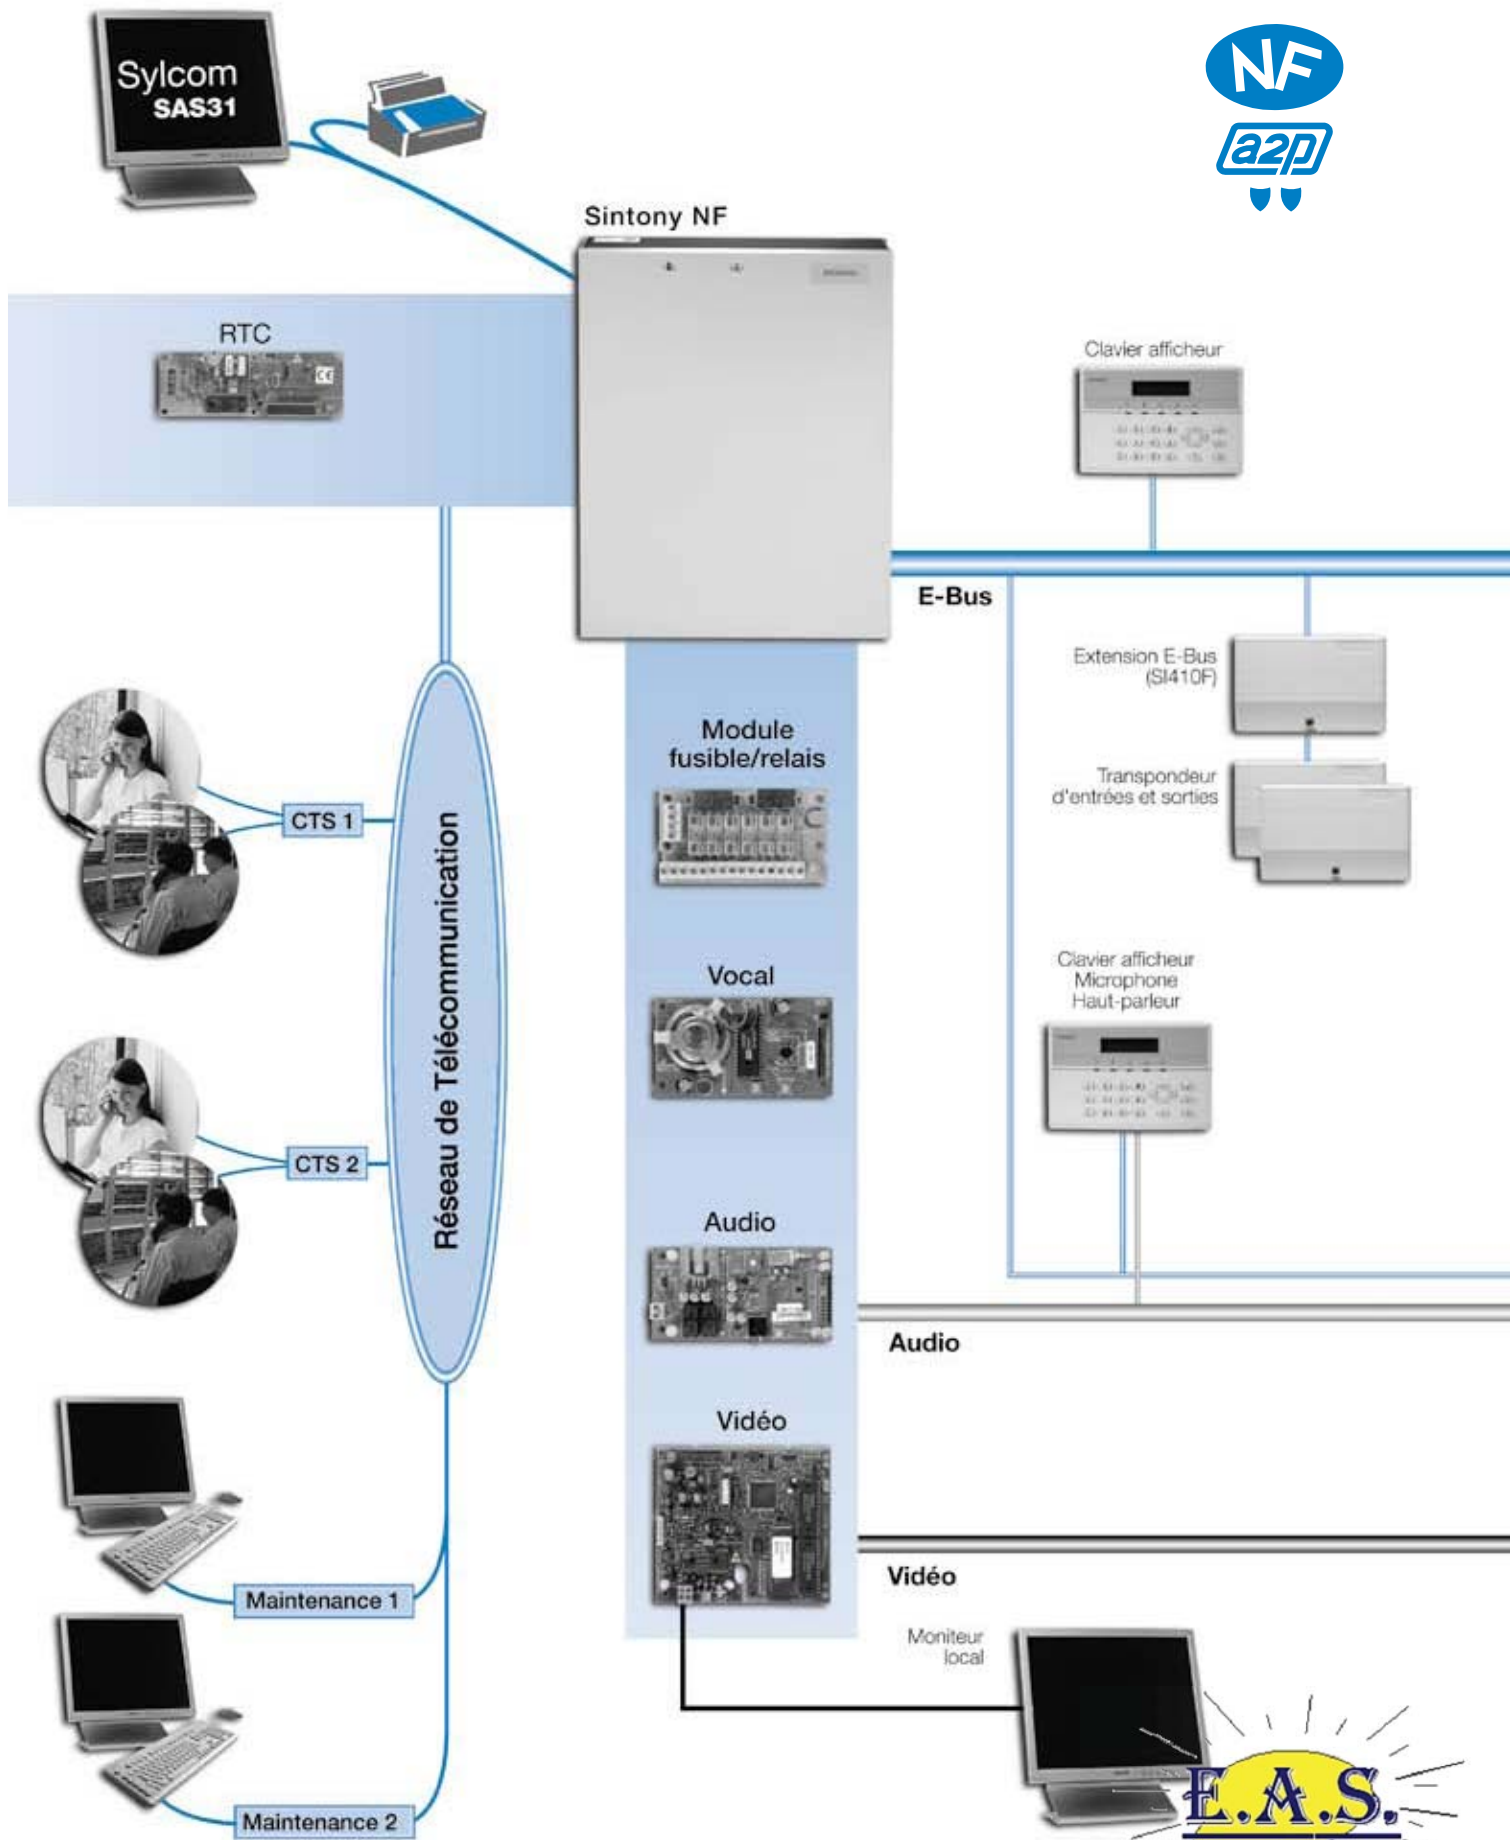 Sylcom
SAS31
NF
a2p
Sintony NF
RTC
Clavier afficheur
E-Bus
Extension E-Bus
(SI410F)
Module
fusible/relais
Transpondeur
d'entrées et sorties
CTS 1
Réseau de Télécommunication
Vocal
Clavier afficheur
Microphone
Haut-parleur
CTS 2
Audio
Audio
Vidéo
Vidéo
Maintenance 1
Moniteur
local
E.A.S.
Maintenance 2